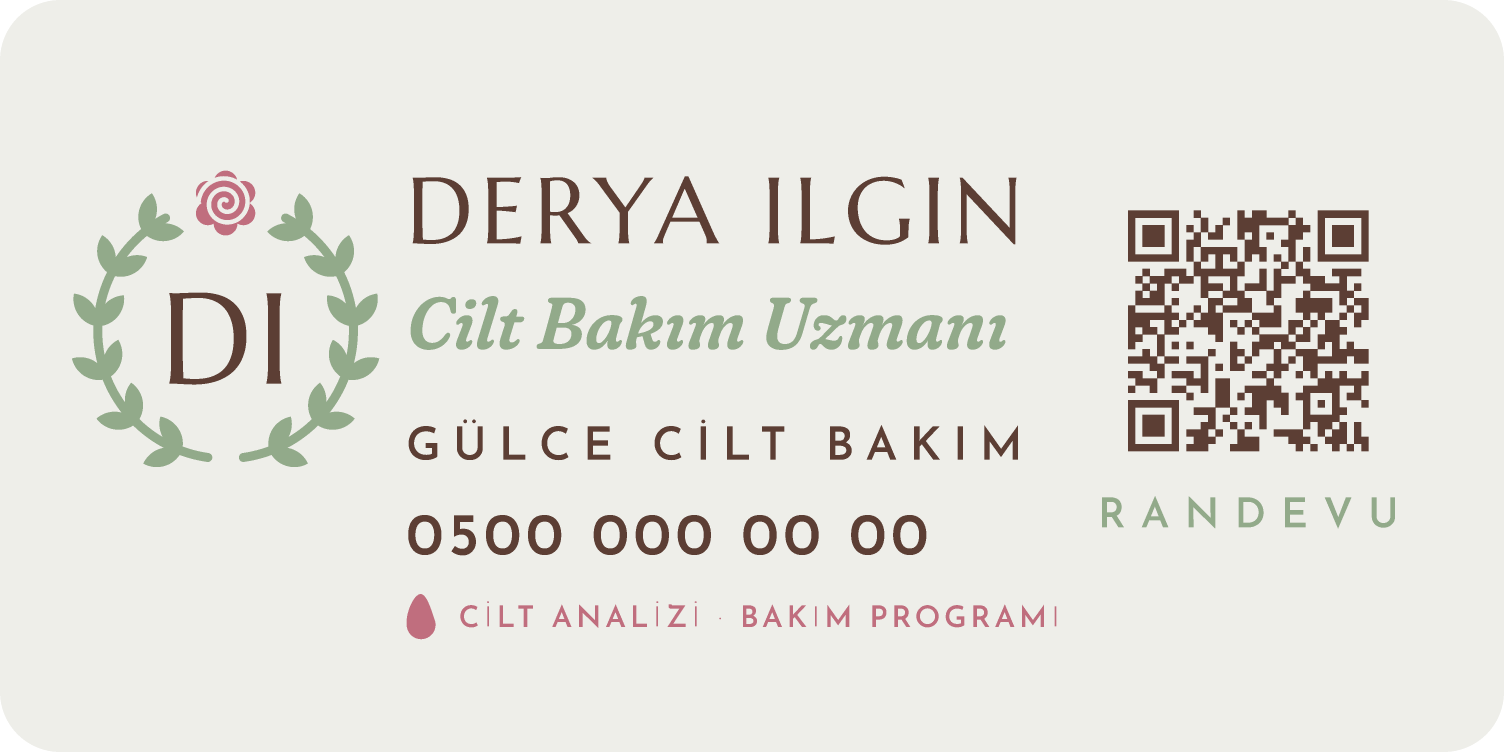 DI
DERYA ILGIN
Cilt Bakım Uzmanı
GÜLCE CİLT BAKIM
0500 000 00 00
CİLT ANALİZİ · BAKIM PROGRAMI
RANDEVU